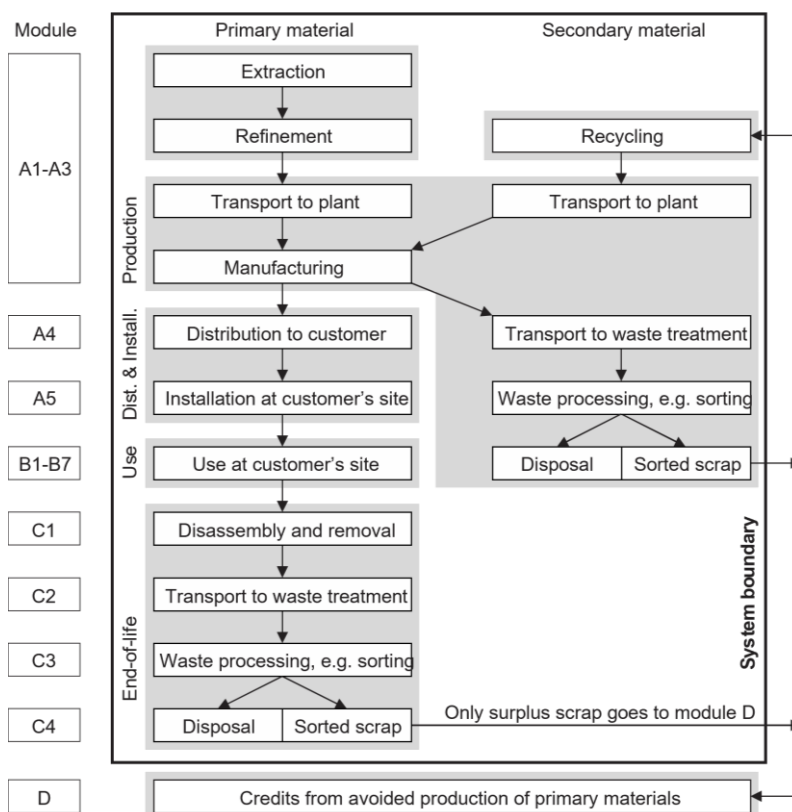 Module
Primary material
Secondary material
Extraction
Refinement
Recycling
A1-A3
Transport to plant
Transport to plant
Production
Manufacturing
A4
Dist. & Install.
Distribution to customer
Transport to waste treatment
A5
Installation at customer's site
Waste processing, e.g. sorting
B1-B7
Use
Use at customer's site
Disposal
Sorted scrap
C1
Disassembly and removal
System boundary
C2
Transport to waste treatment
End-of-life
C3
Waste processing, e.g. sorting
C4
Disposal
Sorted scrap
Only surplus scrap goes to module D
D
Credits from avoided production of primary materials